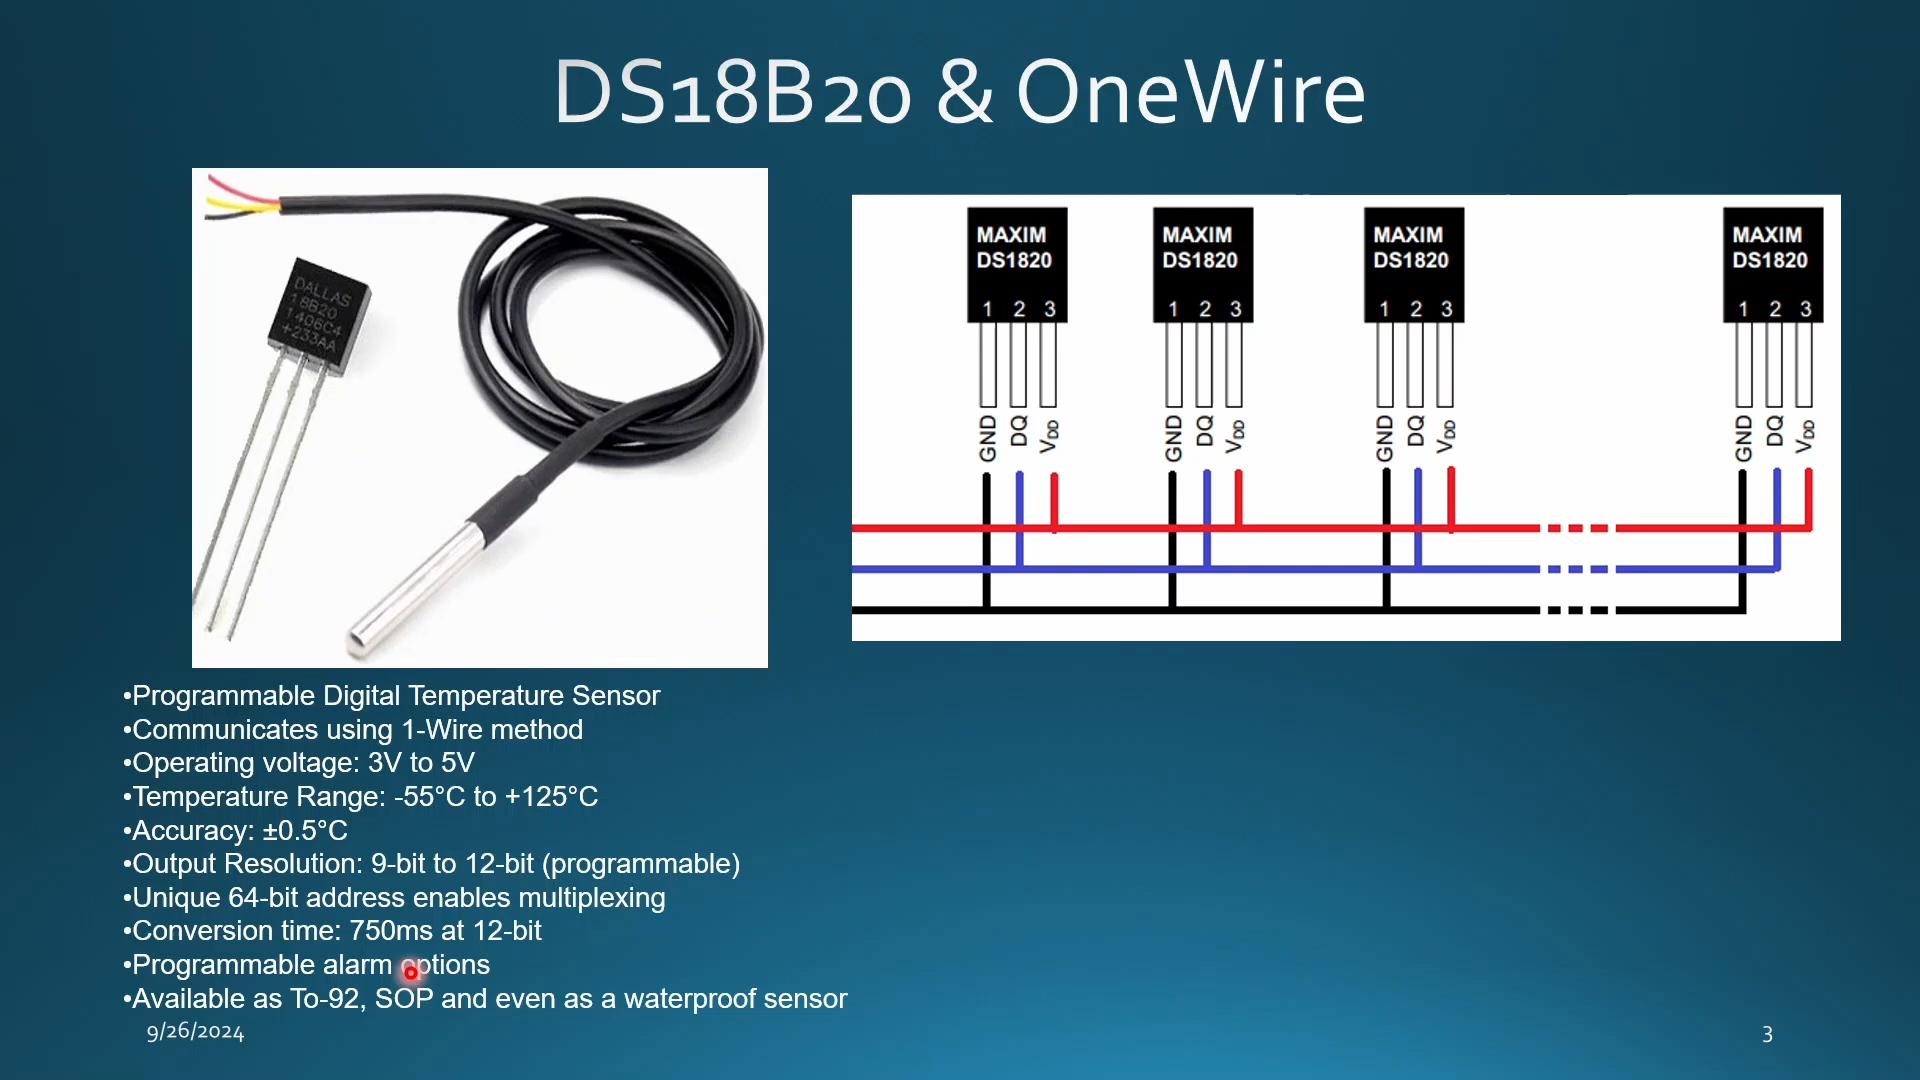 DS18B20 & OneWire
DALLAS
18B20
1406C4
+233AA
MAXIM
DS1820
1 2 3
GND
DQ
VDD
MAXIM
DS1820
1 2 3
GND
DQ
VDD
MAXIM
DS1820
1 2 3
GND
DQ
VDD
MAXIM
DS1820
1 2 3
GND
DQ
VDD
•Programmable Digital Temperature Sensor
•Communicates using 1-Wire method
•Operating voltage: 3V to 5V
•Temperature Range: -55°C to +125°C
•Accuracy: ±0.5°C
•Output Resolution: 9-bit to 12-bit (programmable)
•Unique 64-bit address enables multiplexing
•Conversion time: 750ms at 12-bit
•Programmable alarm options
•Available as To-92, SOP and even as a waterproof sensor
9/26/2024
3